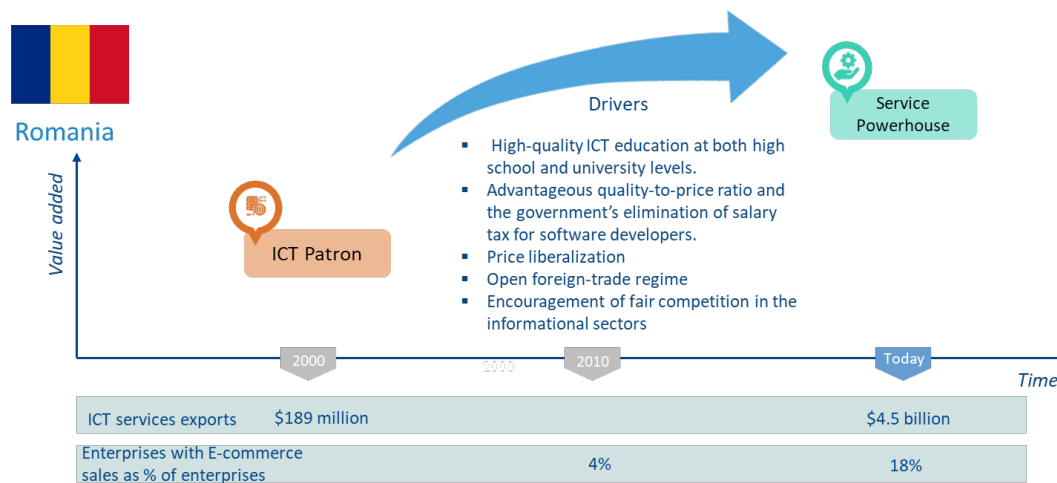 Romania
Value added
ICT Patron
Drivers
▪ High-quality ICT education at both high
school and university levels.
▪ Advantageous quality-to-price ratio and
the government’s elimination of salary
tax for software developers.
▪ Price liberalization
▪ Open foreign-trade regime
▪ Encouragement of fair competition in the
informational sectors
Service
Powerhouse
2000
2000
2010
Today
Time
ICT services exports $189 million $4.5 billion
Enterprises with E-commerce
sales as % of enterprises 4% 18%